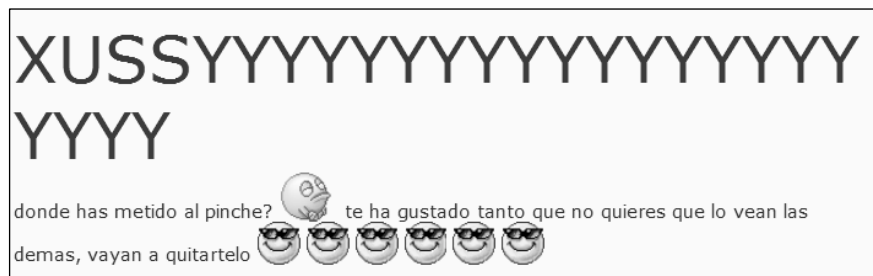 XUSSYYYYYYYYYYYYYYYYY
YYYY
donde has metido al pinche? te ha gustado tanto que no quieres que lo vean las
demas, vayan a quitartelo